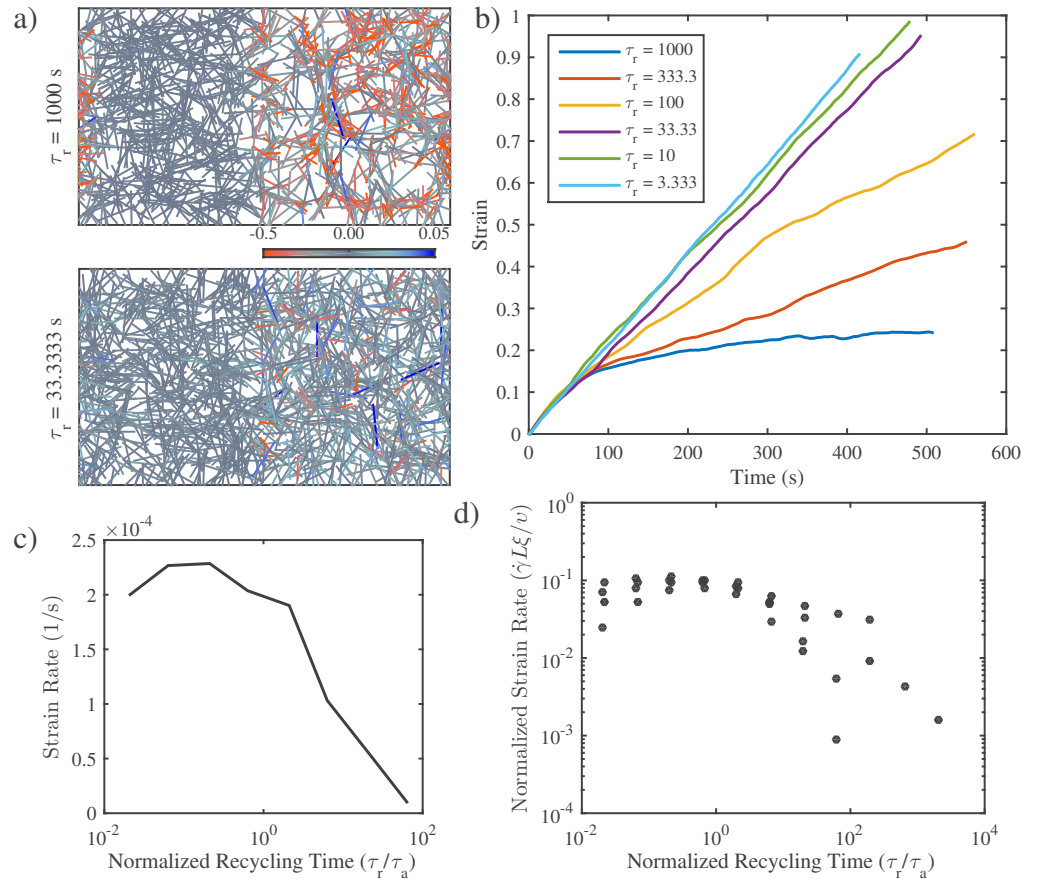 a)
τr = 1000 s
-0.5 0.00 0.05
τr = 33.3333 s
b)
1
0.9
0.8
0.7
0.6
0.5
0.4
0.3
0.2
0.1
0
Strain
τr = 1000
τr = 333.3
τr = 100
τr = 33.33
τr = 10
τr = 3.333
0 100 200 300 400 500 600
Time (s)
c)
×10-4
2.5
2
1.5
1
0.5
0
Strain Rate (1/s)
10-2 100 102
Normalized Recycling Time (τr/τa)
d)
100
10-1
10-2
10-3
10-4
Normalized Strain Rate (γ̇Lξ/υ)
10-2 100 102 104
Normalized Recycling Time (τr/τa)